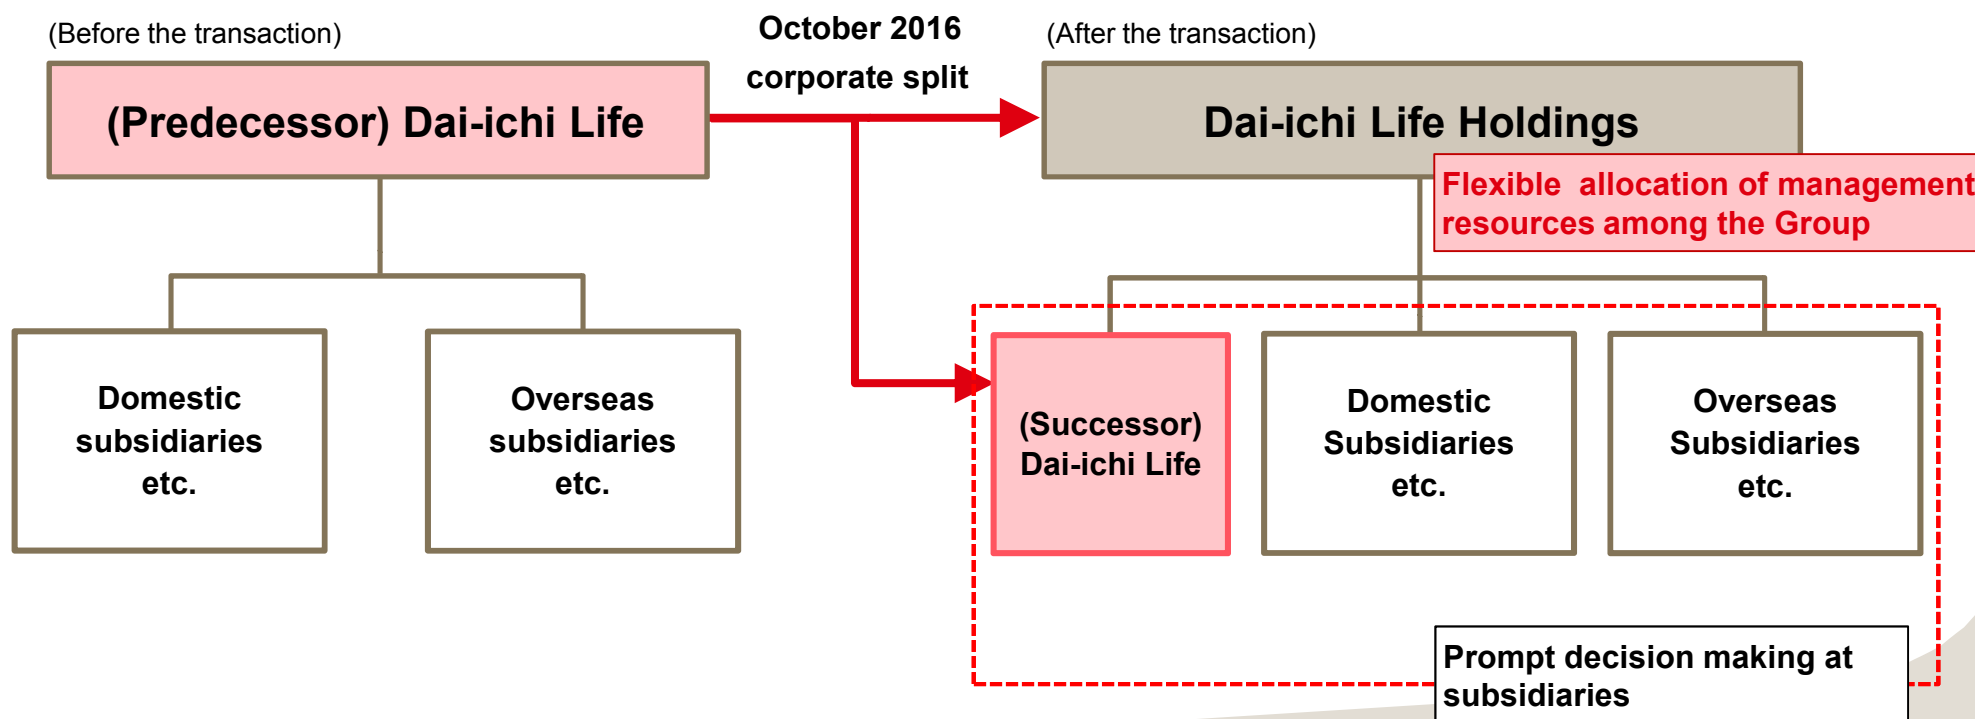 (Before the transaction)
October 2016
corporate split
(After the transaction)
(Predecessor) Dai-ichi Life
Dai-ichi Life Holdings
Flexible allocation of management
resources among the Group
Domestic
subsidiaries
etc.
Overseas
subsidiaries
etc.
(Successor)
Dai-ichi Life
Domestic
Subsidiaries
etc.
Overseas
Subsidiaries
etc.
Prompt decision making at
subsidiaries